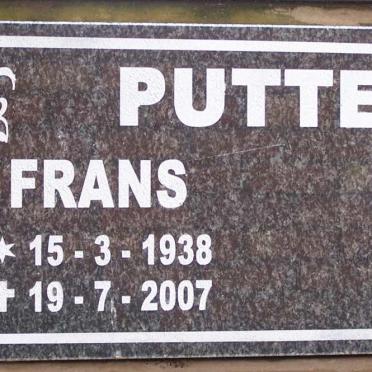 PUTTE
FRANS
15 - 3 - 1938
✝ 19 - 7 - 2007